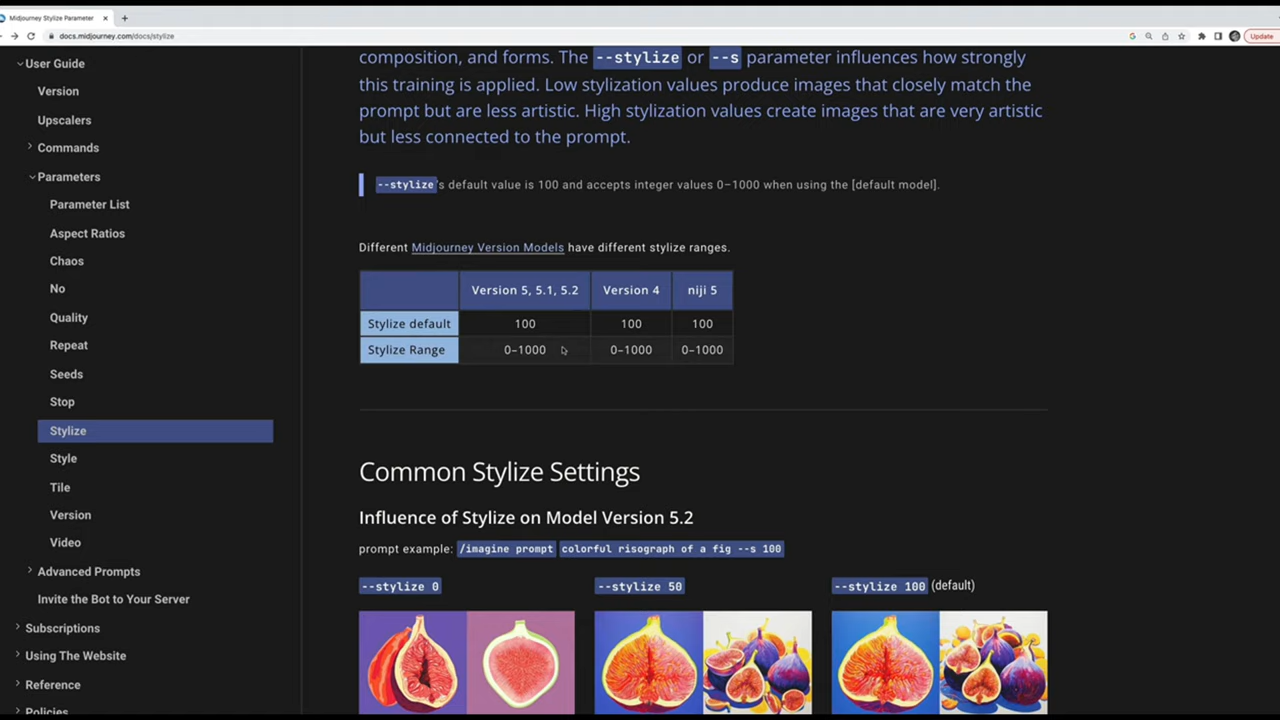 Midjourney Stylize Parameter
docs.midjourney.com/docs/stylize
Update
User Guide
Version
Upscalers
Commands
Parameters
Parameter List
Aspect Ratios
Chaos
No
Quality
Repeat
Seeds
Stop
Stylize
Style
Tile
Version
Video
Advanced Prompts
Invite the Bot to Your Server
Subscriptions
Using The Website
Reference
Policies
composition, and forms. The --stylize or --s parameter influences how strongly
this training is applied. Low stylization values produce images that closely match the
prompt but are less artistic. High stylization values create images that are very artistic
but less connected to the prompt.
--stylize's default value is 100 and accepts integer values 0–1000 when using the [default model].
Different Midjourney Version Models have different stylize ranges.
Version 5, 5.1, 5.2 Version 4 niji 5
Stylize default 100 100 100
Stylize Range 0–1000 0–1000 0–1000
Common Stylize Settings
Influence of Stylize on Model Version 5.2
prompt example: /imagine prompt colorful risograph of a fig --s 100
--stylize 0 --stylize 50 --stylize 100 (default)